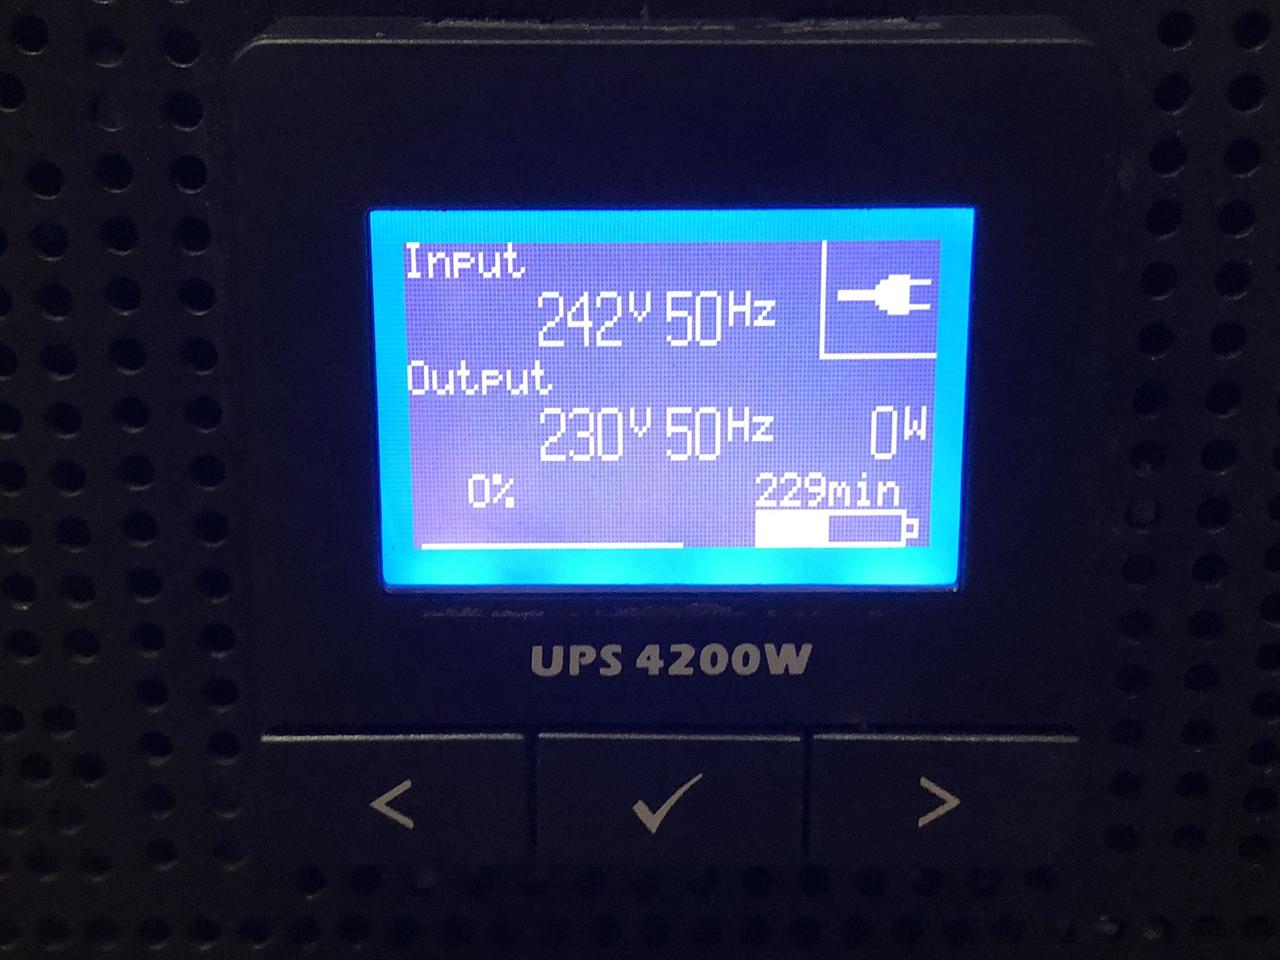 Input
242V 50Hz
Output
230V 50Hz 0W
0% 229min
UPS 4200W
< ✓ >